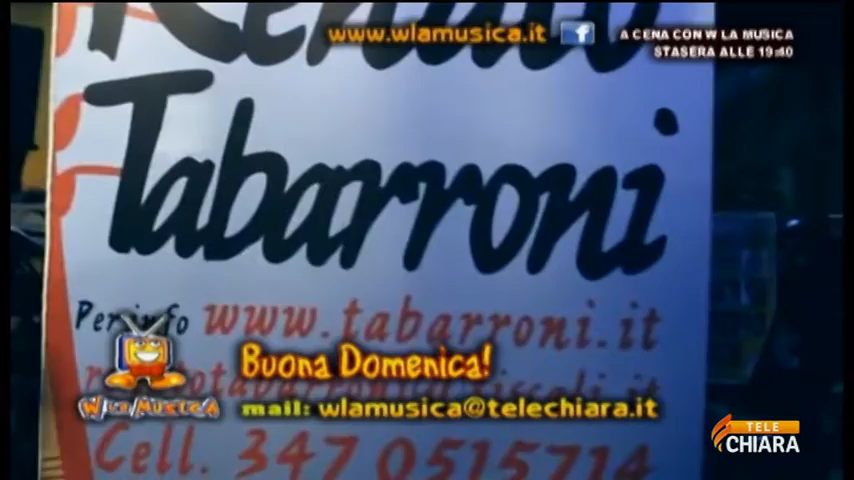 www.wlamusica.it
f
A CENA CON W LA MUSICA
STASERA ALLE 19:40
Renato
Tabarroni
Per info www.tabarroni.it
Buona Domenica!
W LA MUSICA
mail: wlamusica@telechiara.it
Cell. 347 0515714
TELE
CHIARA